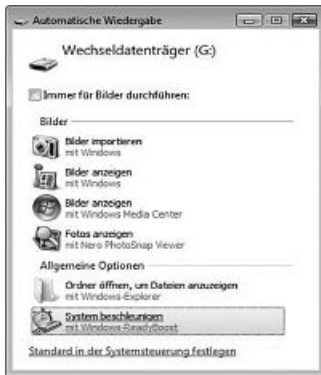 Automatische Wiedergabe
Wechseldatenträger (G:)
Immer für Bilder durchführen:
Bilder
Bilder importieren
mit Windows
Bilder anzeigen
mit Windows
Bilder anzeigen
mit Windows Media Center
Fotos anzeigen
mit Nero PhotoSnap Viewer
Allgemeine Optionen
Ordner öffnen, um Dateien anzuzeigen
mit Windows-Explorer
System beschleunigen
mit Windows-ReadyBoost
Standard in der Systemsteuerung festlegen